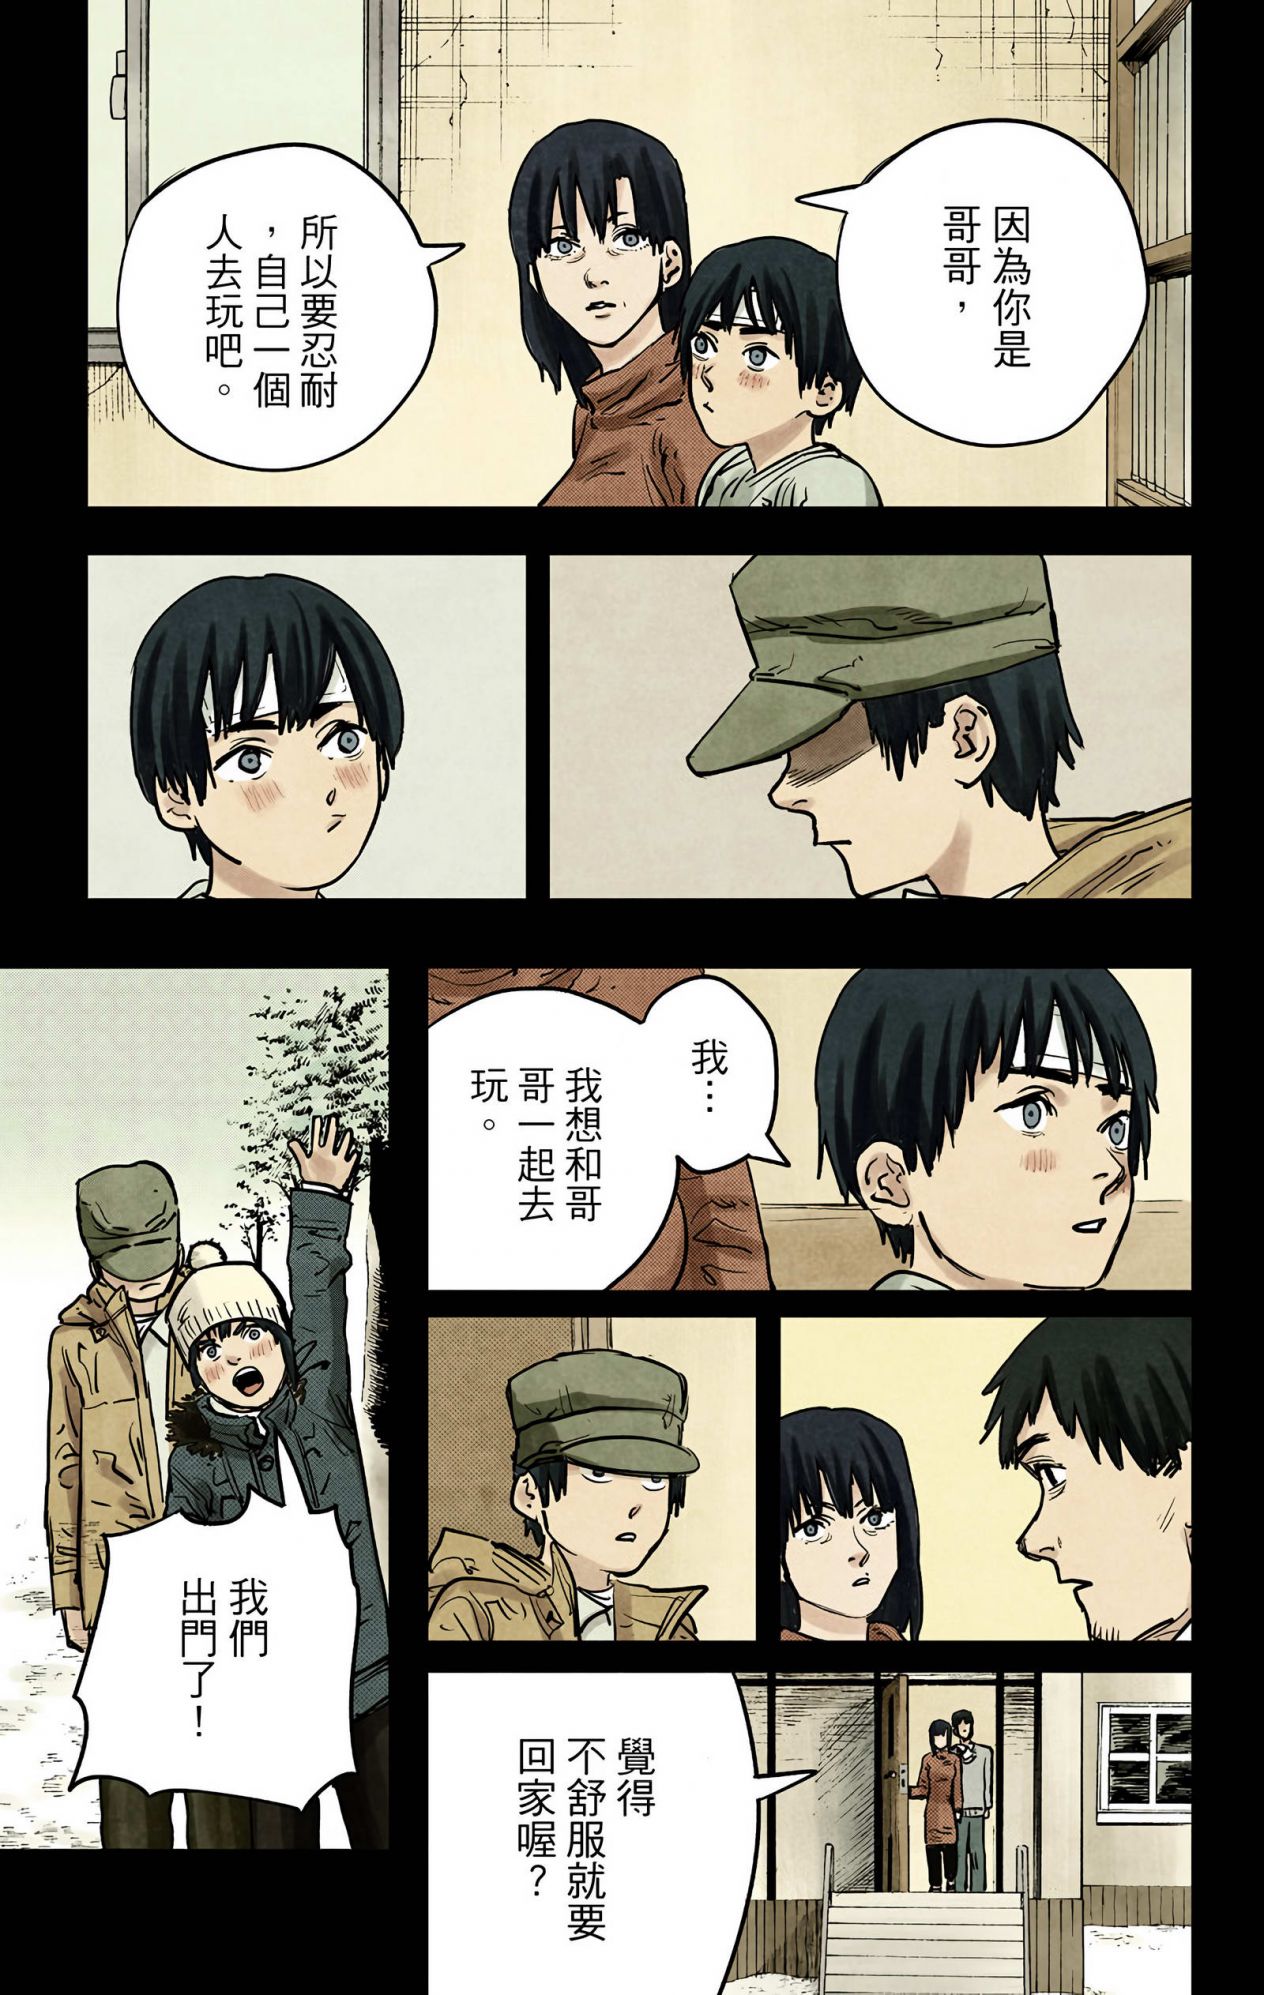 因為你是
哥哥，
所以要忍耐
，自己一個
人去玩吧。
我…
我想和哥
哥一起去
玩。
覺得
不舒服就要
回家喔？
我們
出門了！